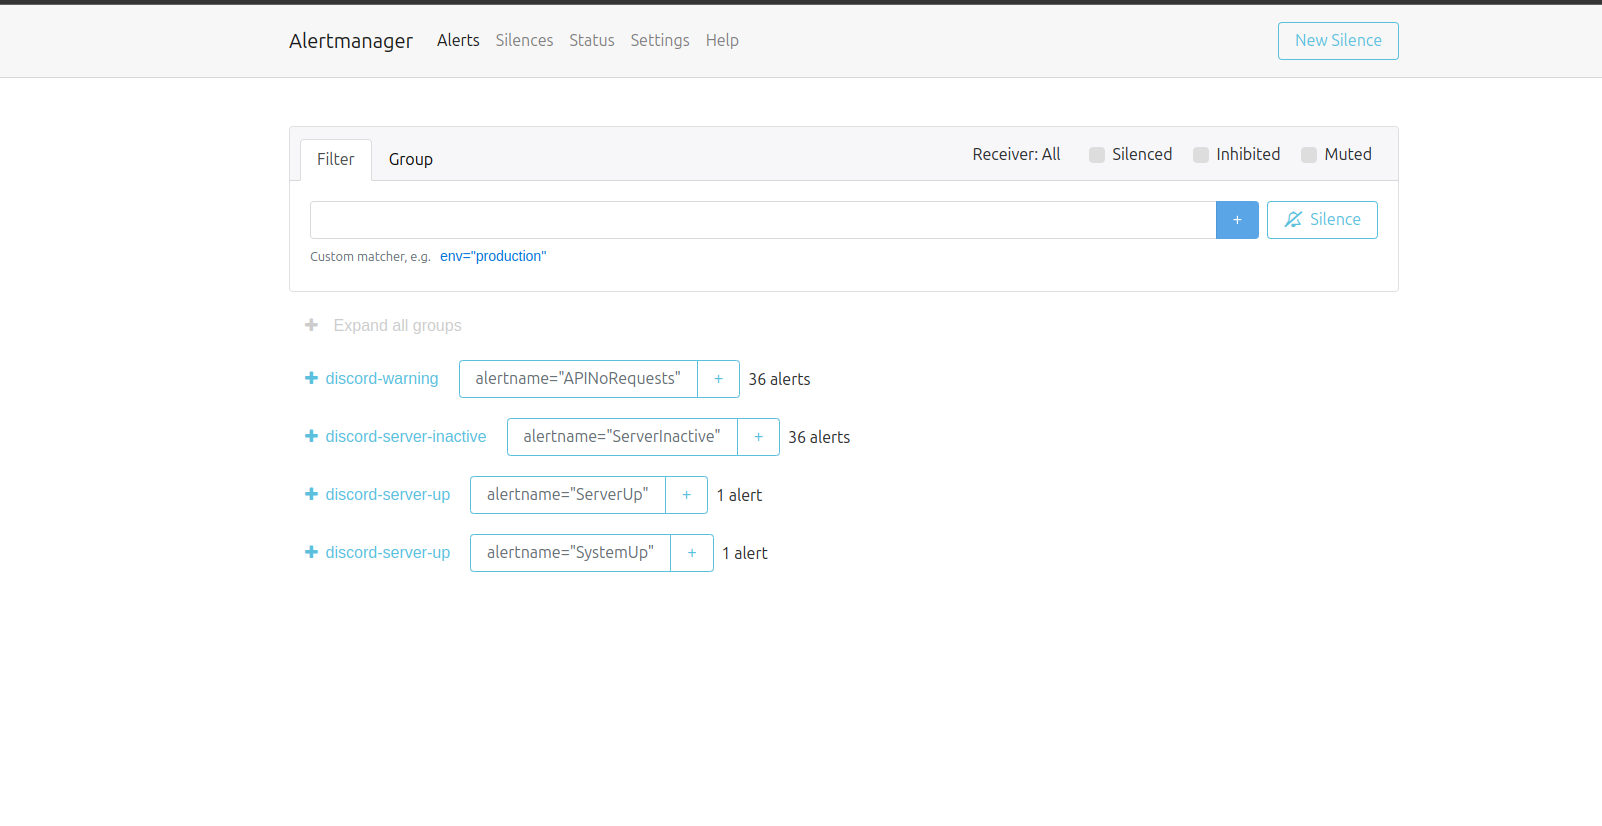 Alertmanager Alerts Silences Status Settings Help New Silence
Filter Group Receiver: All Silenced Inhibited Muted
+ Silence
Custom matcher, e.g. env="production"
+ Expand all groups
+ discord-warning alertname="APINoRequests" + 36 alerts
+ discord-server-inactive alertname="ServerInactive" + 36 alerts
+ discord-server-up alertname="ServerUp" + 1 alert
+ discord-server-up alertname="SystemUp" + 1 alert